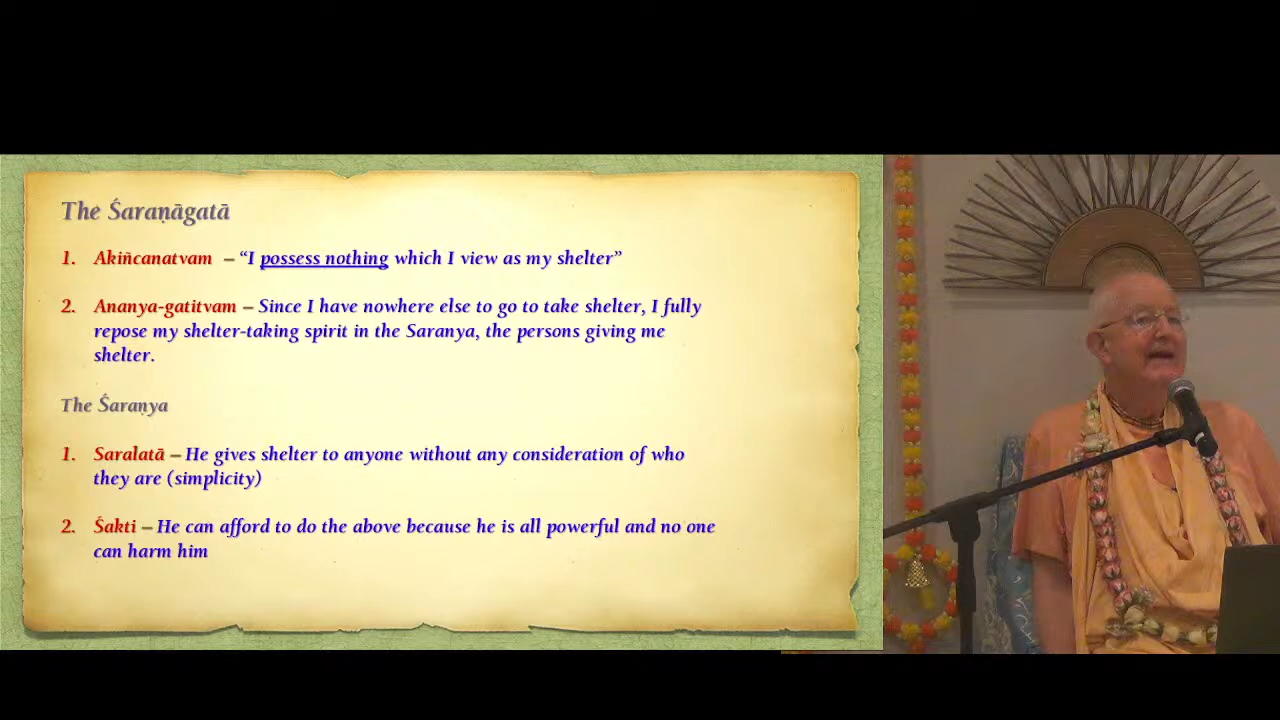 The Śaraṇāgatā
1. Akiñcanatvam – “I possess nothing which I view as my shelter”
2. Ananya-gatitvam – Since I have nowhere else to go to take shelter, I fully
repose my shelter-taking spirit in the Saranya, the persons giving me
shelter.
The Śaraṇya
1. Saralatā – He gives shelter to anyone without any consideration of who
they are (simplicity)
2. Śakti – He can afford to do the above because he is all powerful and no one
can harm him